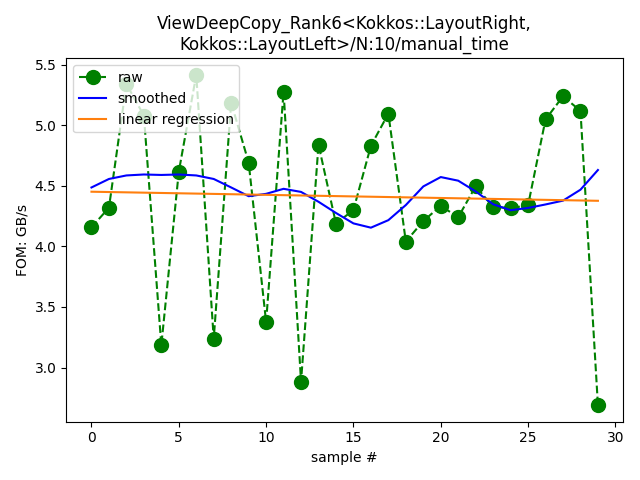 ViewDeepCopy_Rank6<Kokkos::LayoutRight,
Kokkos::LayoutLeft>/N:10/manual_time
raw
smoothed
linear regression
FOM: GB/s
5.5
5.0
4.5
4.0
3.5
3.0
0 5 10 15 20 25 30
sample #